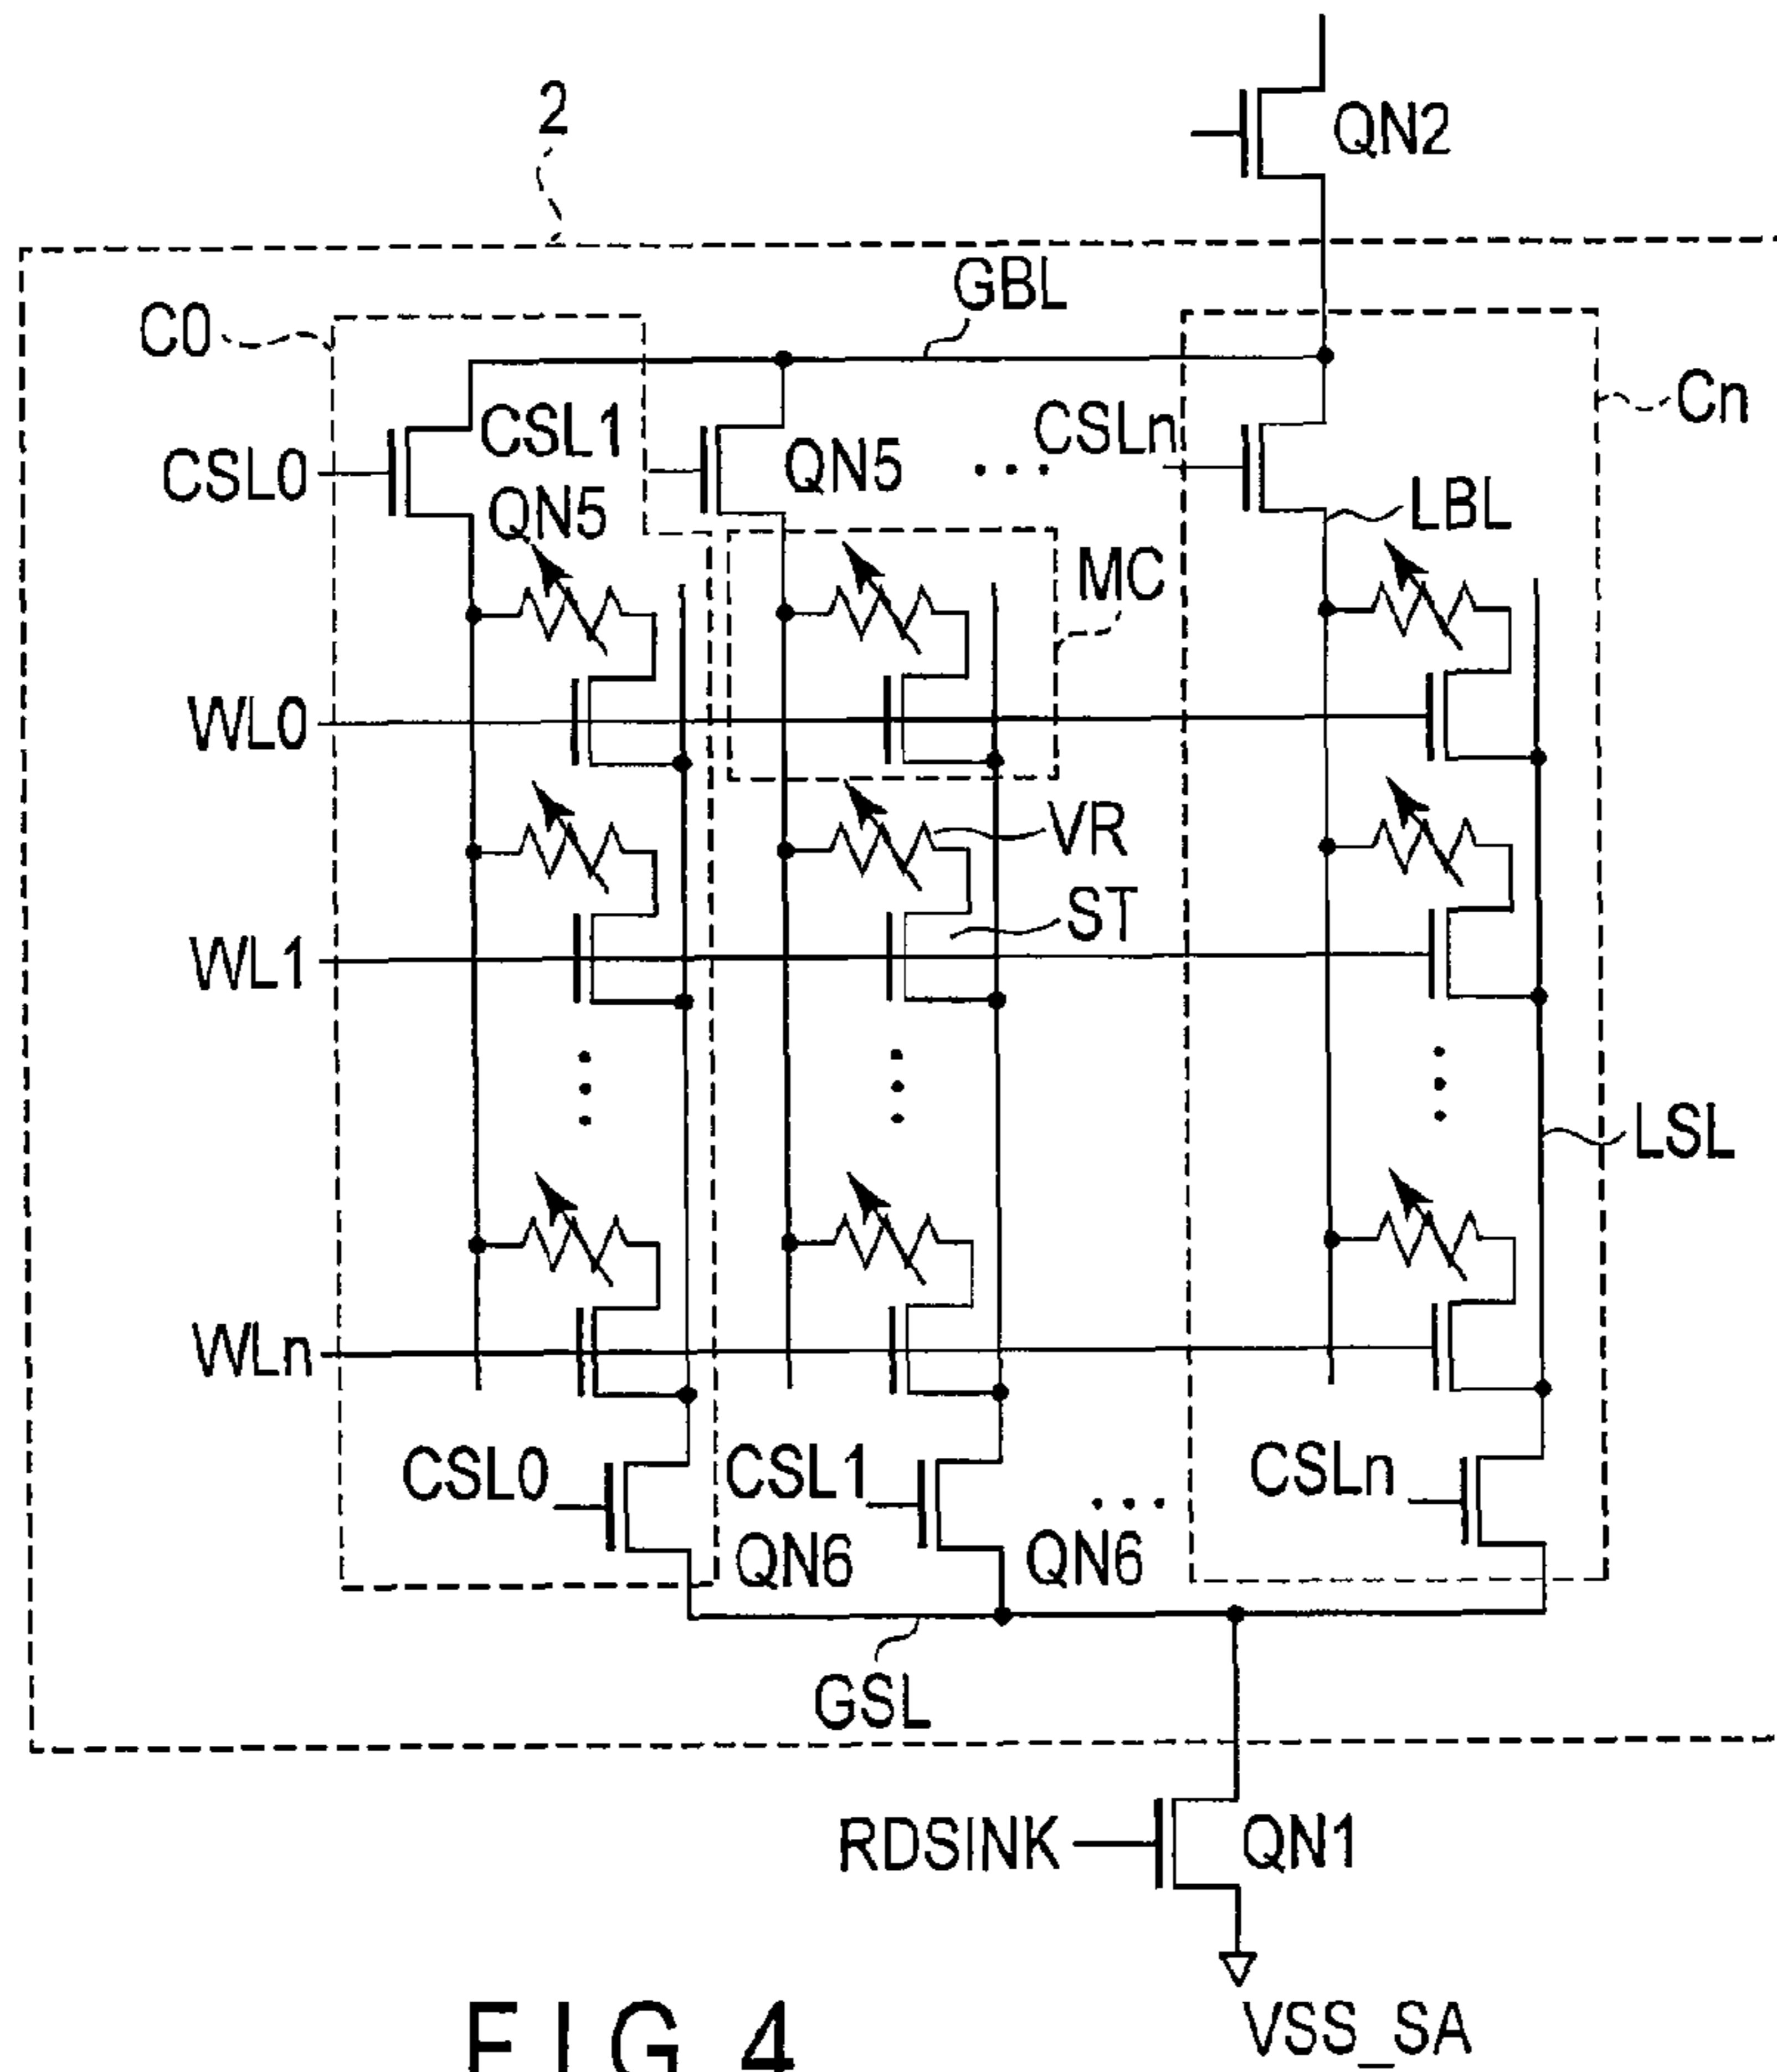 2
QN2
GBL
C0
Cn
CSL0
CSL1
QN5
QN5
...
CSLn
LBL
MC
WL0
VR
ST
WL1
LSL
WLn
CSL0
CSL1
QN6
...
QN6
CSLn
GSL
RDSINK
QN1
VSS_SA
FIG. 4